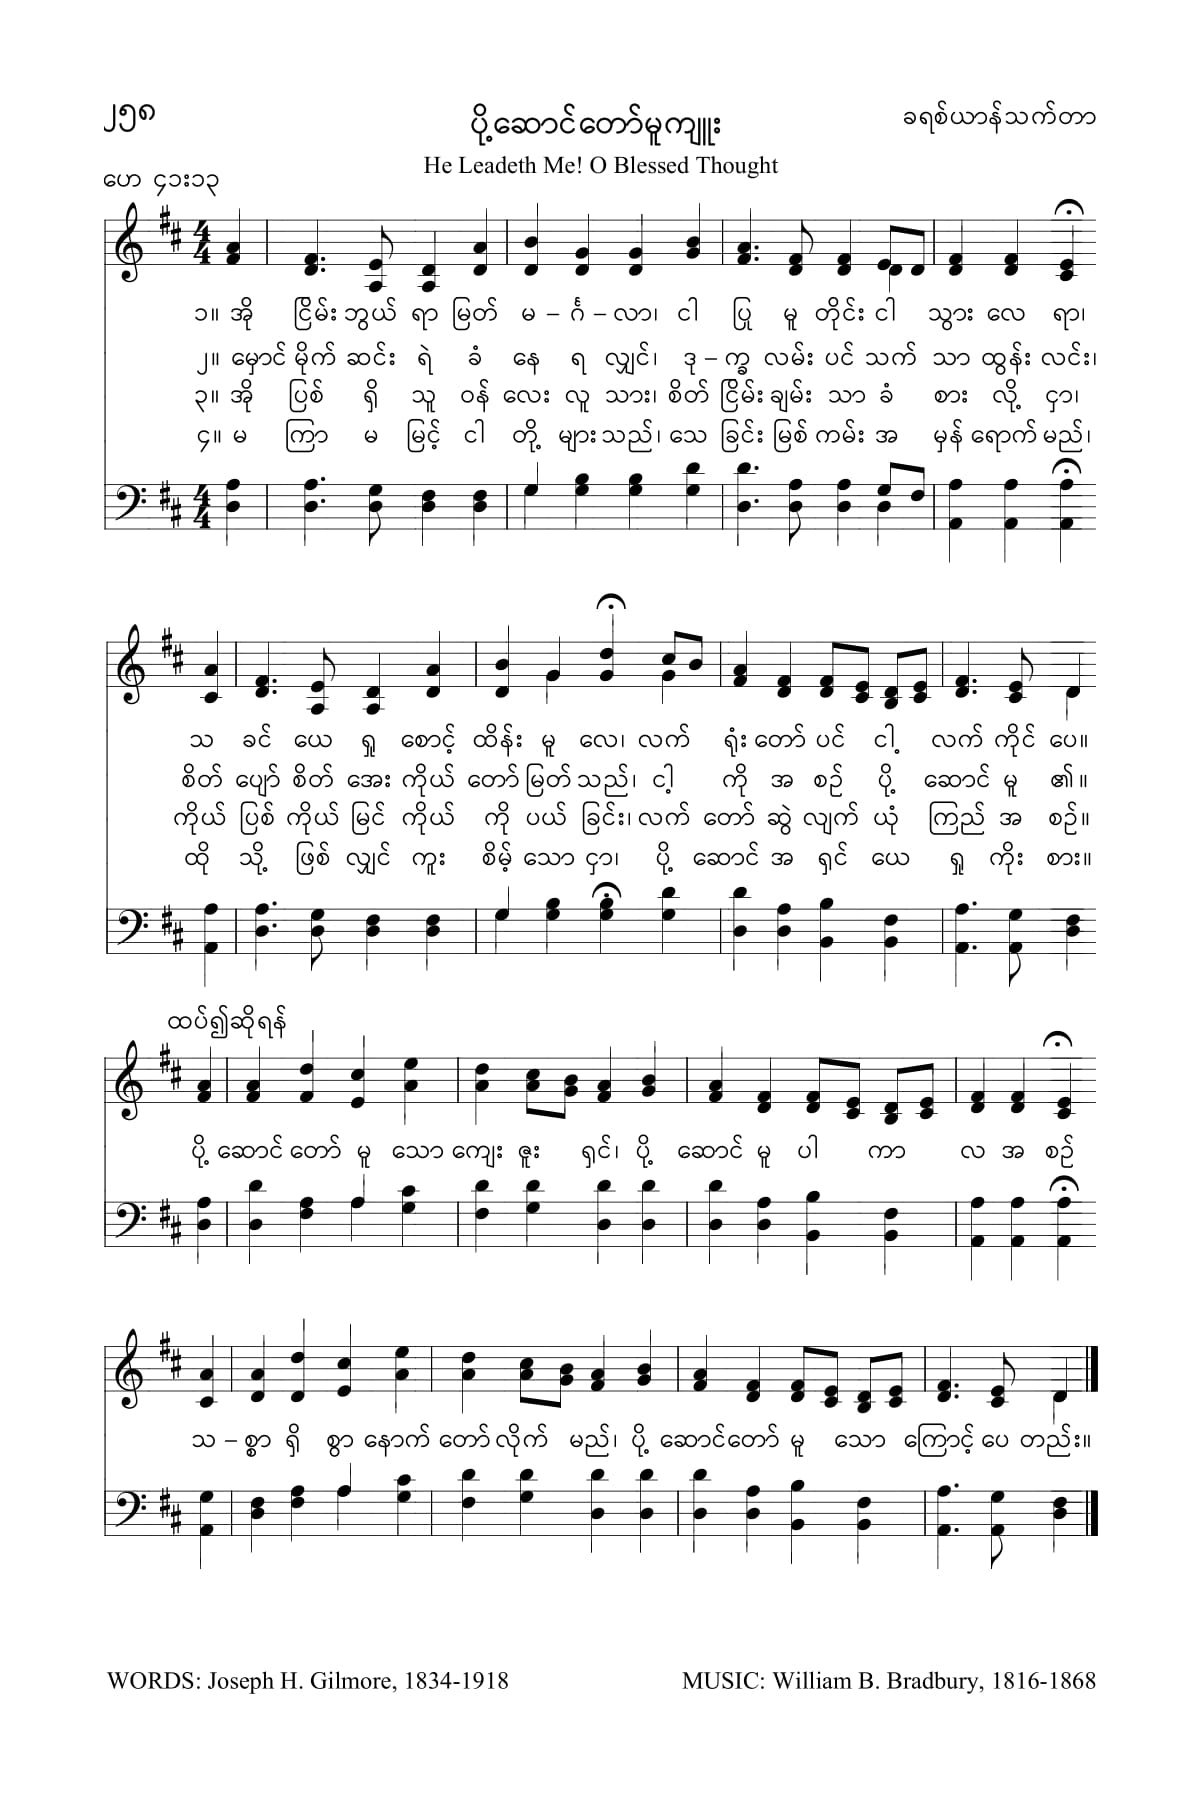 ၂၅၈
ပို့ဆောင်တော်မူကျူး
ခရစ်ယာန်သက်တာ
He Leadeth Me! O Blessed Thought
ဟေ ၄၁း၁၃
၁။ အို ငြိမ်း ဘွယ် ရာ မြတ် မ – င်္ဂ – လာ၊ ငါ ပြု မူ တိုင်း ငါ သွား လေ ရာ၊
၂။ မှောင် မိုက် ဆင်း ရဲ ခံ နေ ရ လျှင်၊ ဒု – က္ခ လမ်း ပင် သက် သာ ထွန်း လင်း၊
၃။ အို ပြစ် ရှိ သူ ဝန် လေး လူ သား၊ စိတ် ငြိမ်း ချမ်း သာ ခံ စား လို့ ငှာ၊
၄။ မ ကြာ မ မြင့် ငါ တို့ များ သည်၊ သေ ခြင်း မြစ် ကမ်း အ မှန် ရောက် မည်၊
သ ခင် ယေ ရှု စောင့် ထိန်း မူ လေ၊ လက် ရုံး တော် ပင် ငါ့ လက် ကိုင် ပေ။
စိတ် ပျော် စိတ် အေး ကိုယ် တော် မြတ် သည်၊ ငါ့ ကို အ စဉ် ပို့ ဆောင် မူ ၏။
ကိုယ် ပြစ် ကိုယ် မြင် ကိုယ် ကို ပယ် ခြင်း၊ လက် တော် ဆွဲ လျက် ယုံ ကြည် အ စဉ်။
ထို သို့ ဖြစ် လျှင် ကူး စိမ့် သော ငှာ၊ ပို့ ဆောင် အ ရှင် ယေ ရှု ကိုး စား။
ထပ်၍ဆိုရန်
ပို့ ဆောင် တော် မူ သော ကျေး ဇူး ရှင်၊ ပို့ ဆောင် မူ ပါ ကာ လ အ စဉ်
သ – စ္စာ ရှိ စွာ နောက် တော် လိုက် မည်၊ ပို့ ဆောင်တော် မူ သော ကြောင့် ပေ တည်း။
WORDS: Joseph H. Gilmore, 1834-1918
MUSIC: William B. Bradbury, 1816-1868